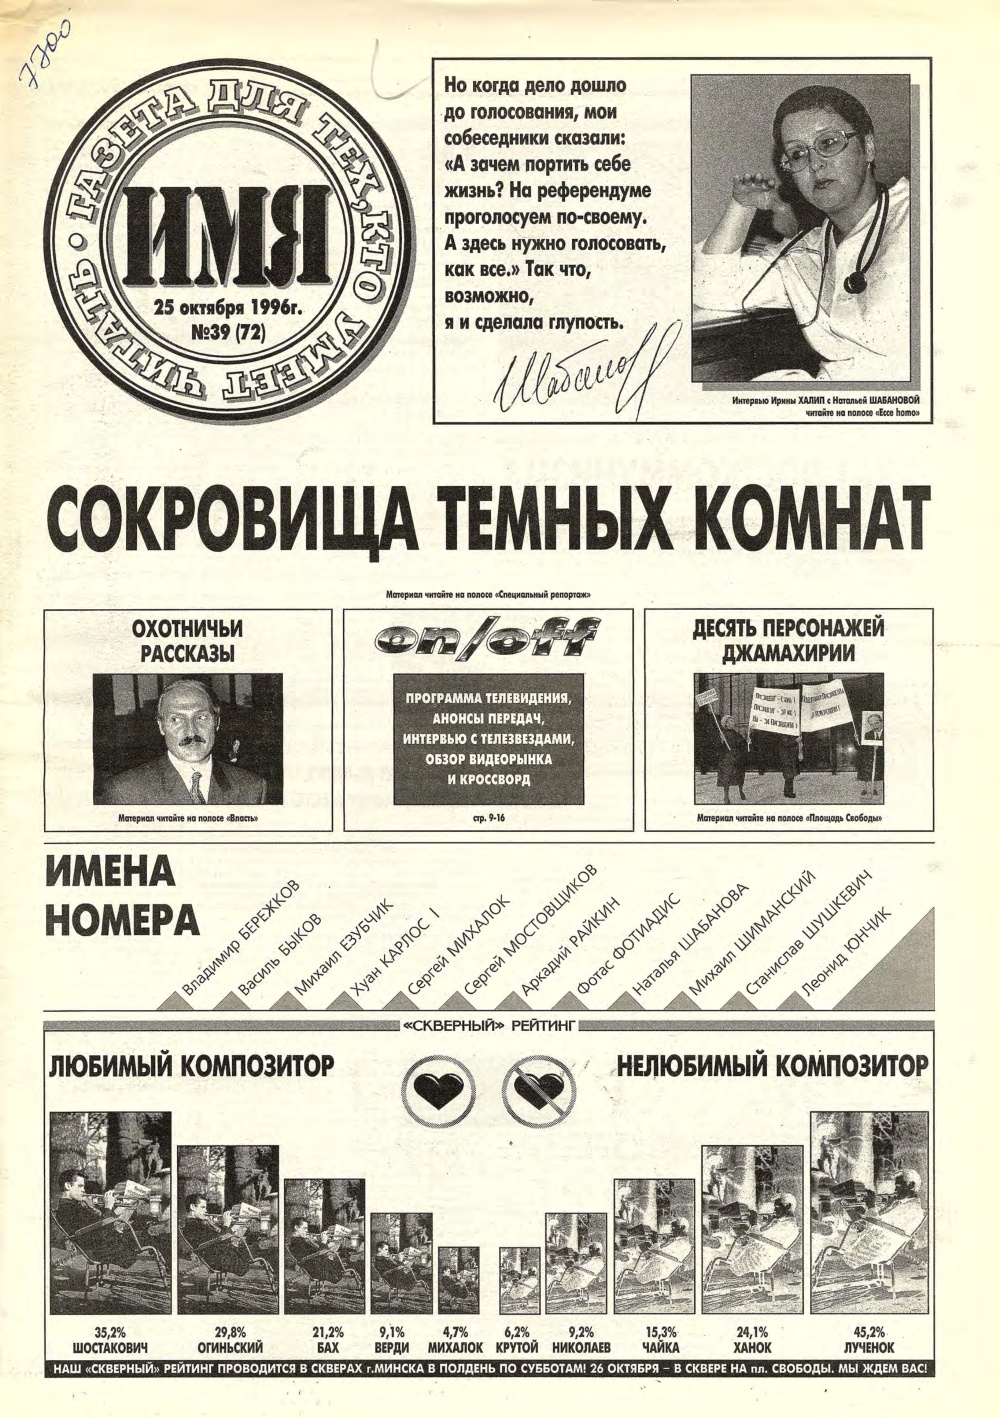 7700
ГАЗЕТА ДЛЯ ТЕХ, КТО УМЕЕТ ЧИТАТЬ •
ИМЯ
25 октября 1996г.
№39 (72)
Но когда дело дошло
до голосования, мои
собеседники сказали:
«А зачем портить себе
жизнь? На референдуме
проголосуем по-своему.
А здесь нужно голосовать,
как все.» Так что,
возможно,
я и сделала глупость.
Интервью Ирины ХАЛИП с Натальей ШАБАНОВОЙ
читайте на полосе «Ecce homo»
СОКРОВИЩА ТЕМНЫХ КОМНАТ
Материал читайте на полосе «Специальный репортаж»
ОХОТНИЧЬИ
РАССКАЗЫ
Материал читайте на полосе «Власть»
on/off
ПРОГРАММА ТЕЛЕВИДЕНИЯ,
АНОНСЫ ПЕРЕДАЧ,
ИНТЕРВЬЮ С ТЕЛЕЗВЕЗДАМИ,
ОБЗОР ВИДЕОРЫНКА
И КРОССВОРД
стр. 9-16
ДЕСЯТЬ ПЕРСОНАЖЕЙ
ДЖАМАХИРИИ
Материал читайте на полосе «Площадь Свободы»
ИМЕНА
НОМЕРА
Владимир БЕРЕЖКОВ
Василь БЫКОВ
Михаил ЕЗУБЧИК
Хуан КАРЛОС I
Сергей МИХАЛОК
Сергей МОСТОВЩИКОВ
Аркадий РАЙКИН
Фотас ФОТИАДИС
Наталья ШАБАНОВА
Михаил ШИМАНСКИЙ
Станислав ШУШКЕВИЧ
Леонид ЮНЧИК
«СКВЕРНЫЙ» РЕЙТИНГ
ЛЮБИМЫЙ КОМПОЗИТОР
НЕЛЮБИМЫЙ КОМПОЗИТОР
35,2% 29,8% 21,2% 9,1% 4,7% 6,2% 9,2% 15,3% 24,1% 45,2%
ШОСТАКОВИЧ ОГИНЬСКИЙ БАХ ВЕРДИ МИХАЛОК КРУТОЙ НИКОЛАЕВ ЧАЙКА ХАНОК ЛУЧЕНОК
НАШ «СКВЕРНЫЙ» РЕЙТИНГ ПРОВОДИТСЯ В СКВЕРАХ г.МИНСКА В ПОЛДЕНЬ ПО СУББОТАМ! 26 ОКТЯБРЯ – В СКВЕРЕ НА пл. СВОБОДЫ. МЫ ЖДЕМ ВАС!